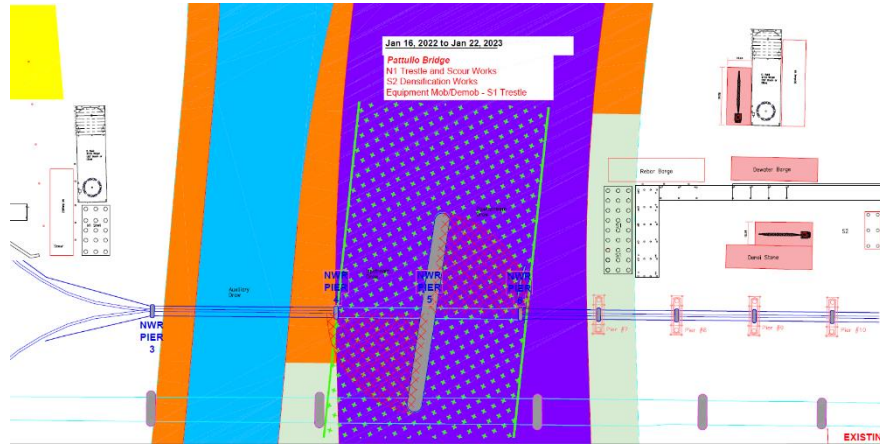 Jan 16, 2022 to Jan 22, 2023
Pattullo Bridge
N1 Trestle and Scour Works
S2 Densification Works
Equipment Mob/Demob - S1 Trestle
Rebar Barge
Dewater Barge
S2
Densi Stone
Auxiliary
NWR
PIER
3
NWR
PIER
4
NWR
PIER
5
NWR
PIER
Pier #7
Pier #8
Pier #9
Pier #10
EXISTIN